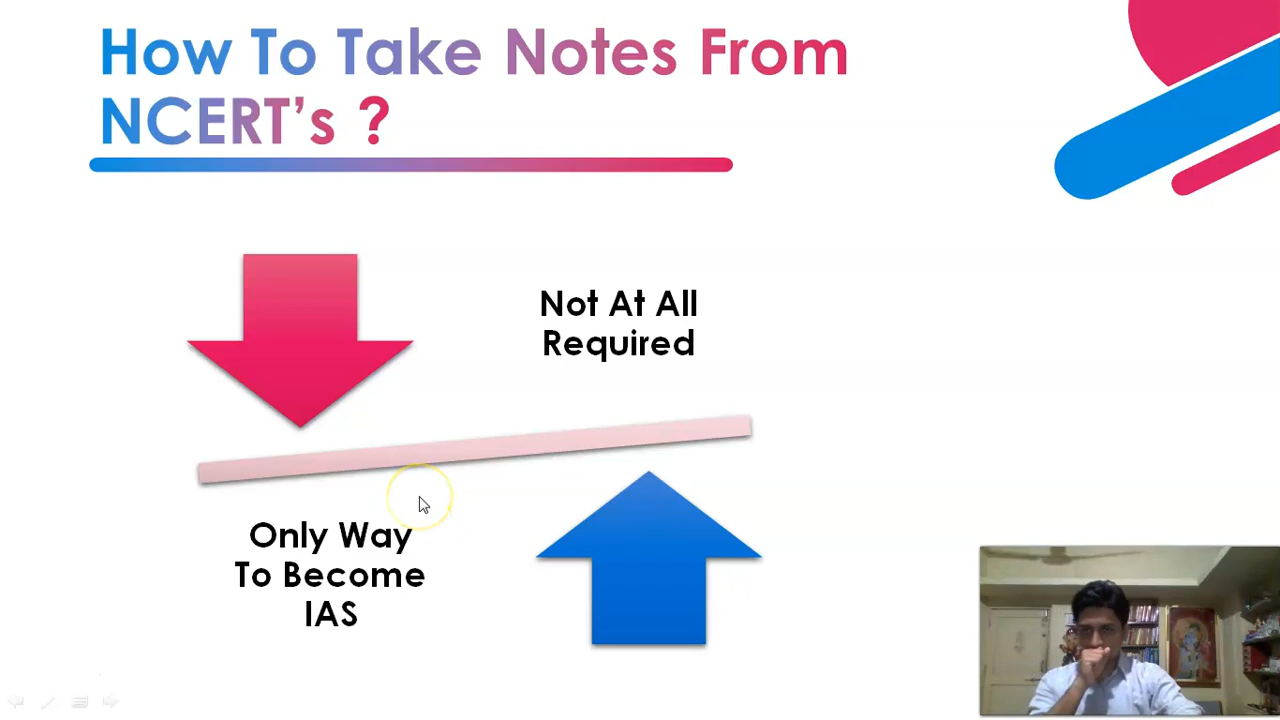 How To Take Notes From
NCERT's ?
Not At All
Required
Only Way
To Become
IAS